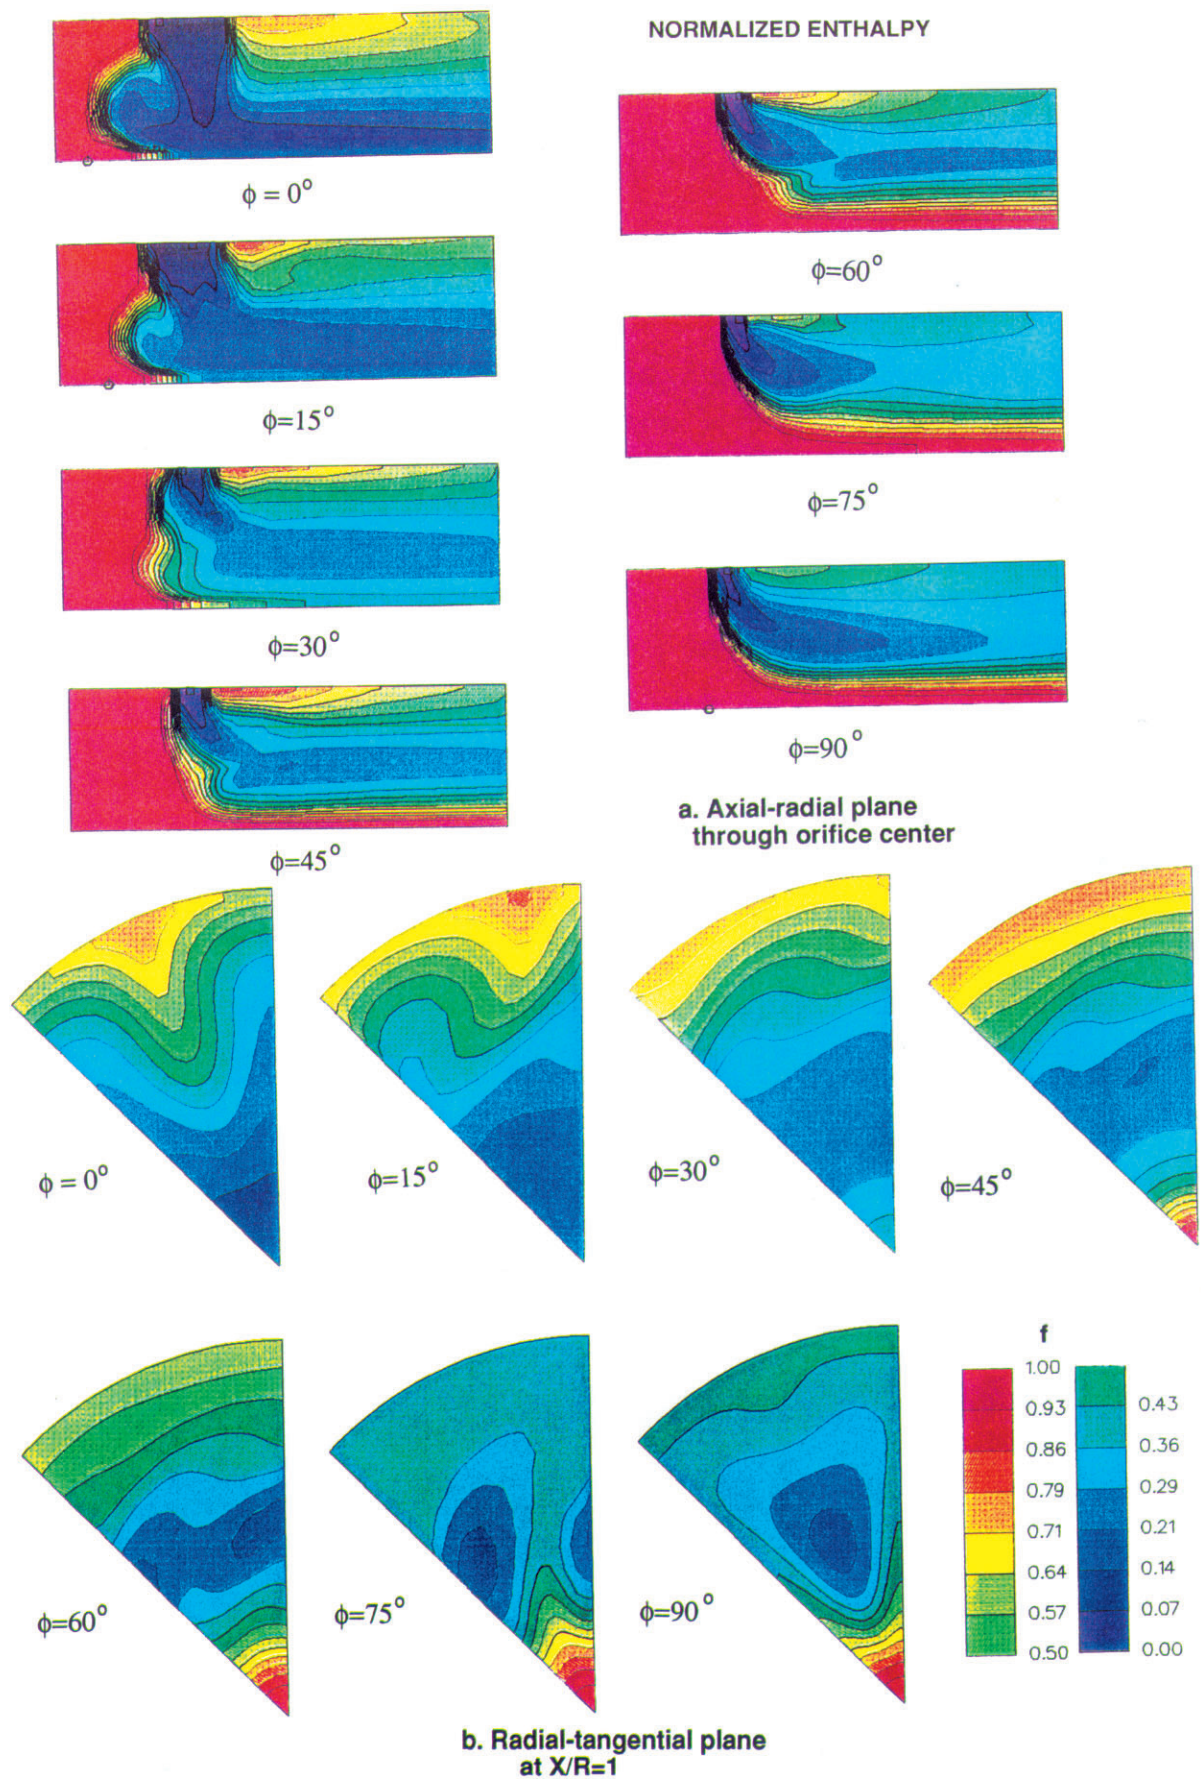 NORMALIZED ENTHALPY
ϕ = 0°
ϕ=15°
ϕ=30°
ϕ=45°
ϕ=60°
ϕ=75°
ϕ=90°
a. Axial-radial plane
through orifice center
ϕ = 0°
ϕ=15°
ϕ=30°
ϕ=45°
ϕ=60°
ϕ=75°
ϕ=90°
f
1.00
0.93
0.86
0.79
0.71
0.64
0.57
0.50
0.43
0.36
0.29
0.21
0.14
0.07
0.00
b. Radial-tangential plane
at X/R=1